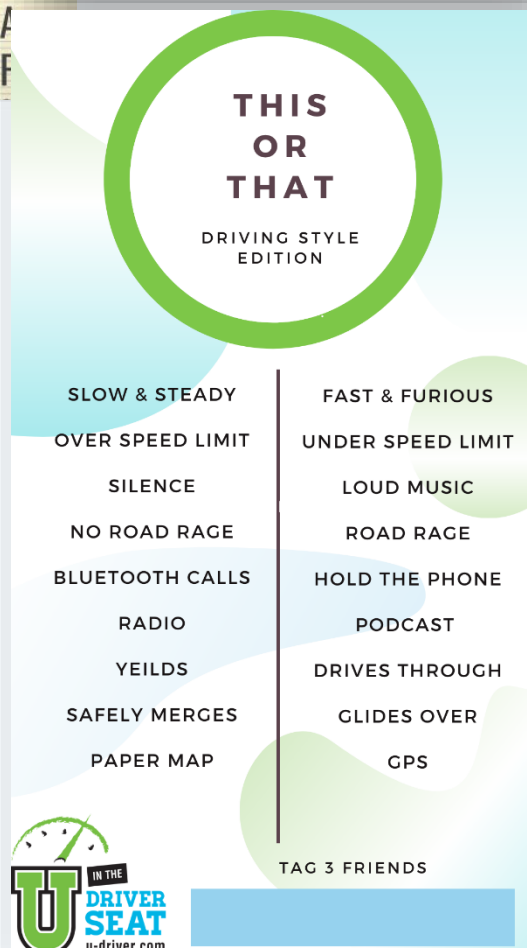 THIS
OR
THAT
DRIVING STYLE
EDITION
SLOW & STEADY
FAST & FURIOUS
OVER SPEED LIMIT
UNDER SPEED LIMIT
SILENCE
LOUD MUSIC
NO ROAD RAGE
ROAD RAGE
BLUETOOTH CALLS
HOLD THE PHONE
RADIO
PODCAST
YEILDS
DRIVES THROUGH
SAFELY MERGES
GLIDES OVER
PAPER MAP
GPS
TAG 3 FRIENDS
U
IN THE
DRIVER
SEAT
u-driver.com